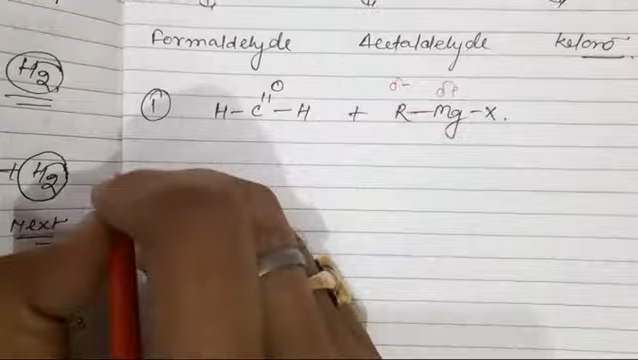 Formaldehyde Acetaldehyde ketone
H2
① H-C-H + R-Mg-X.
O
δ- δ+
+ H2
Next